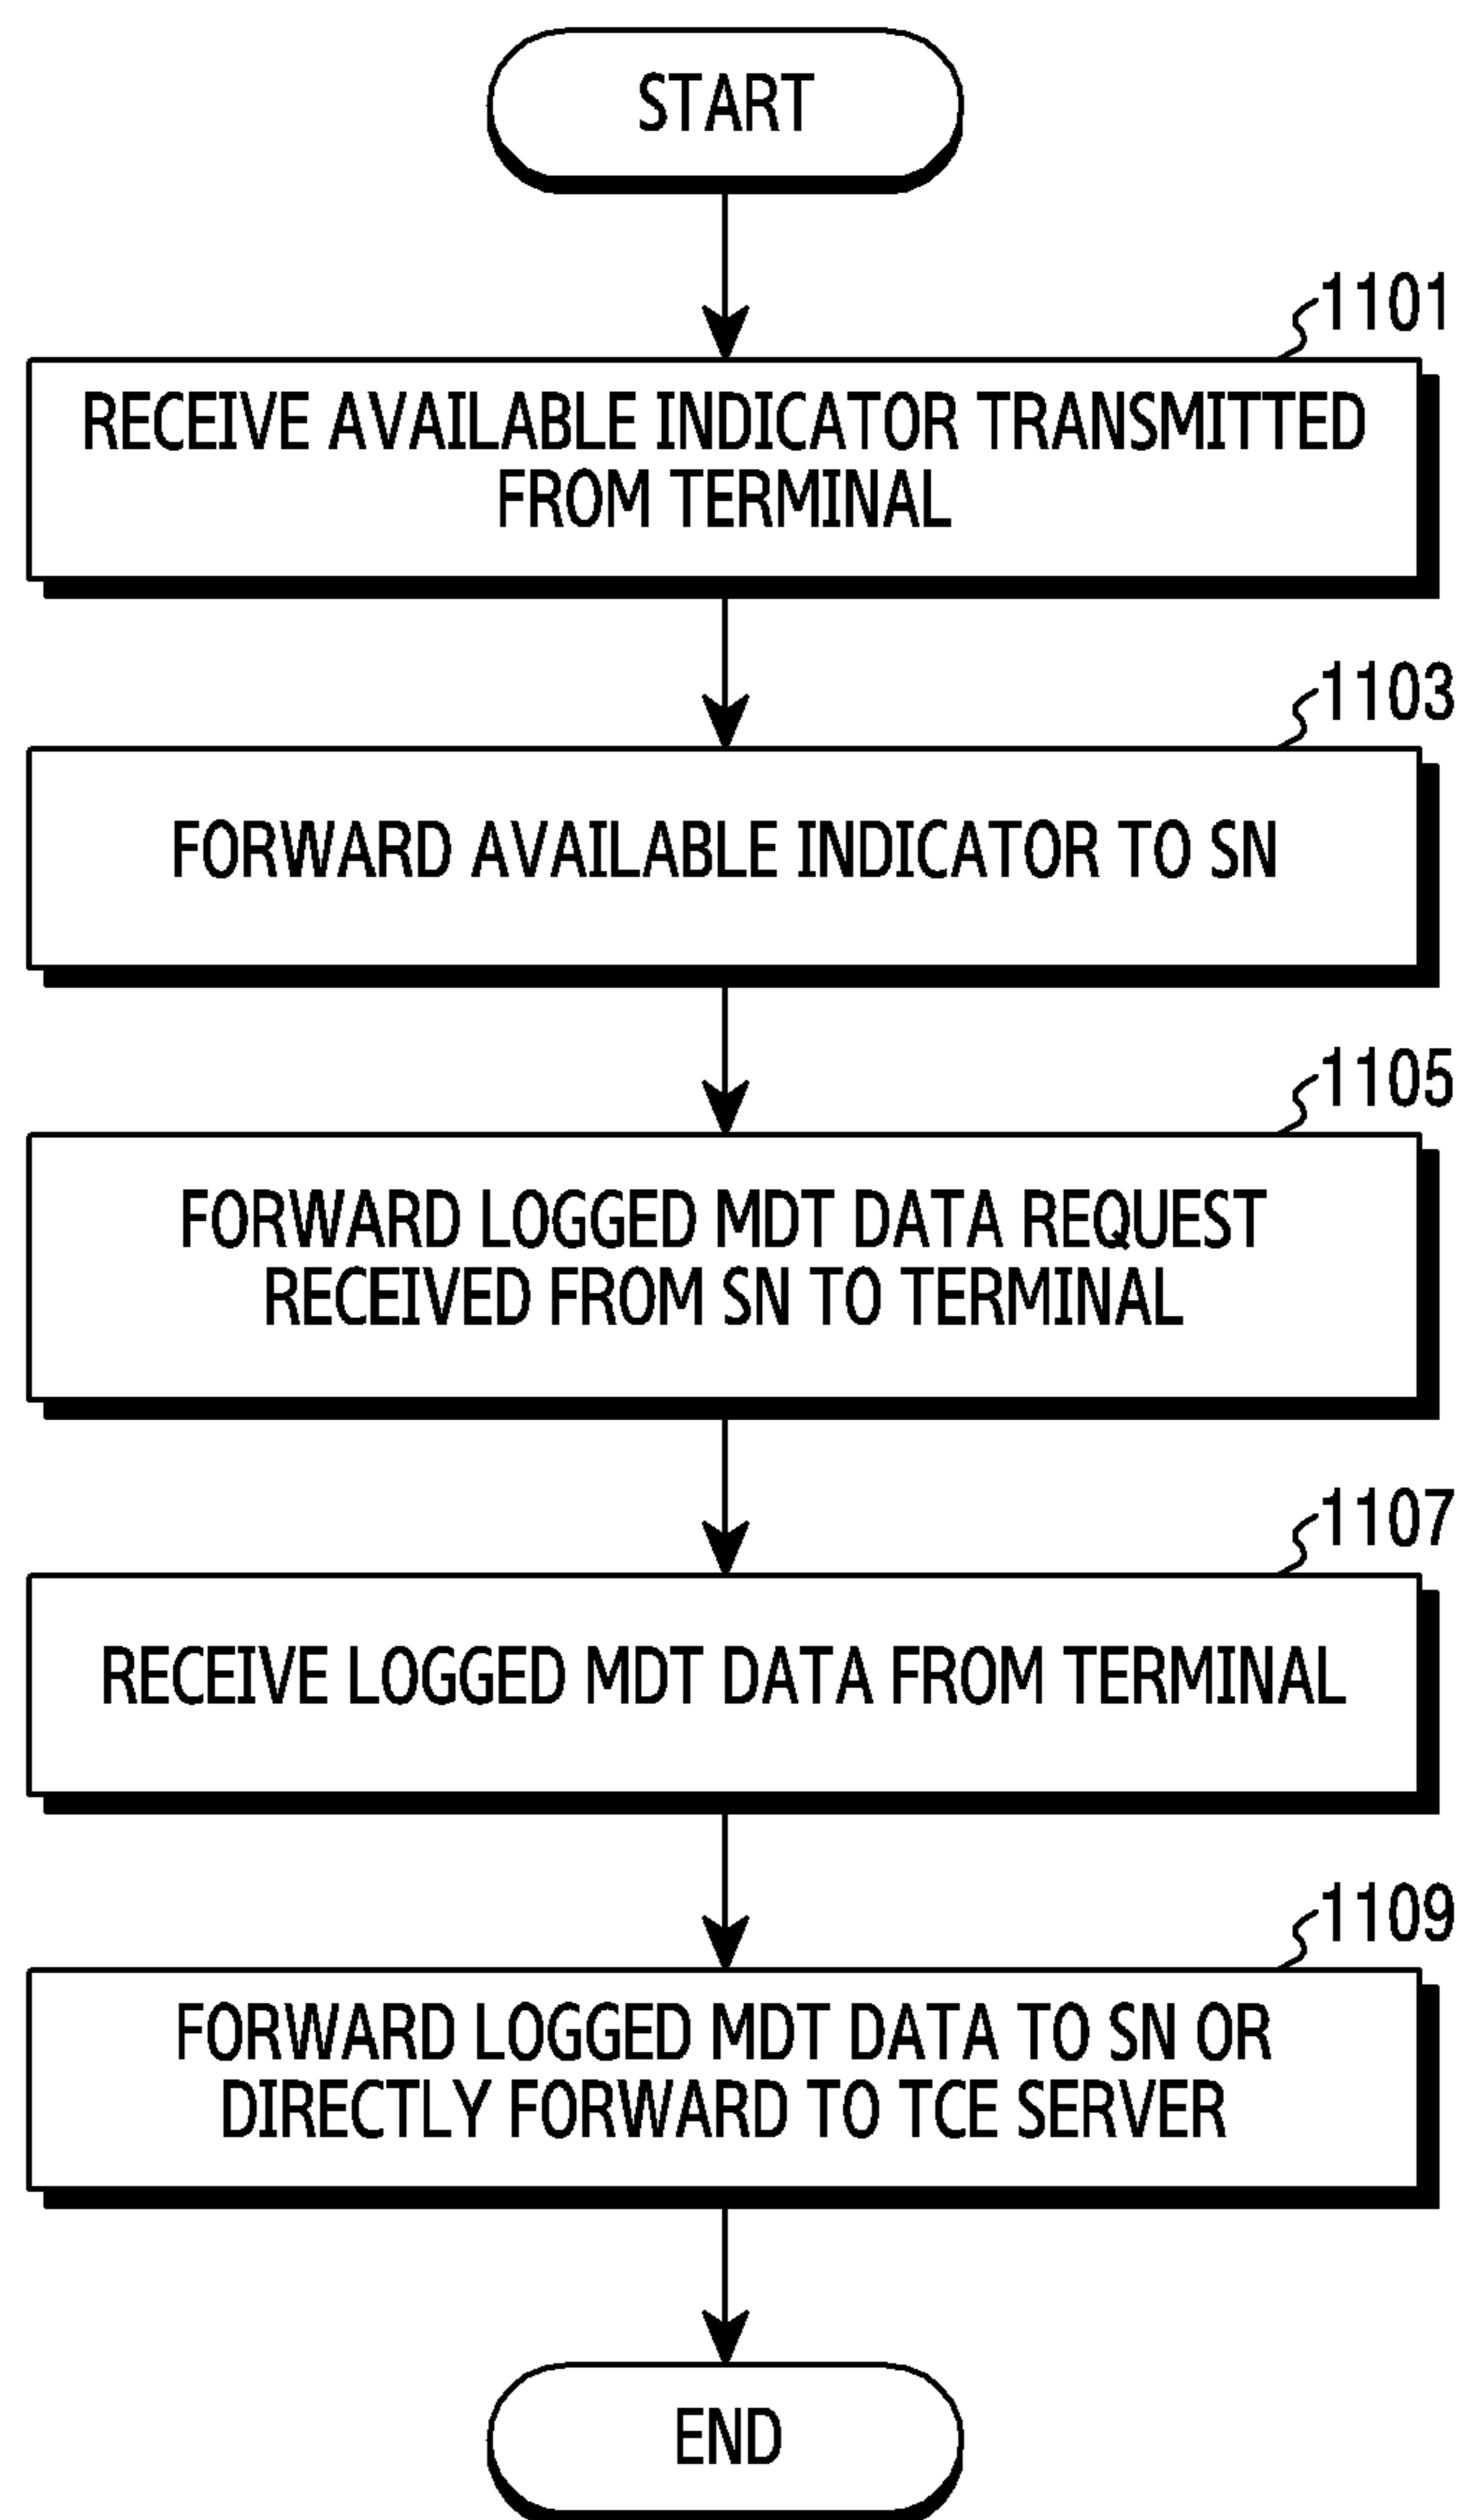 START
1101
RECEIVE AVAILABLE INDICATOR TRANSMITTED
FROM TERMINAL
1103
FORWARD AVAILABLE INDICATOR TO SN
1105
FORWARD LOGGED MDT DATA REQUEST
RECEIVED FROM SN TO TERMINAL
1107
RECEIVE LOGGED MDT DATA FROM TERMINAL
1109
FORWARD LOGGED MDT DATA TO SN OR
DIRECTLY FORWARD TO TCE SERVER
END